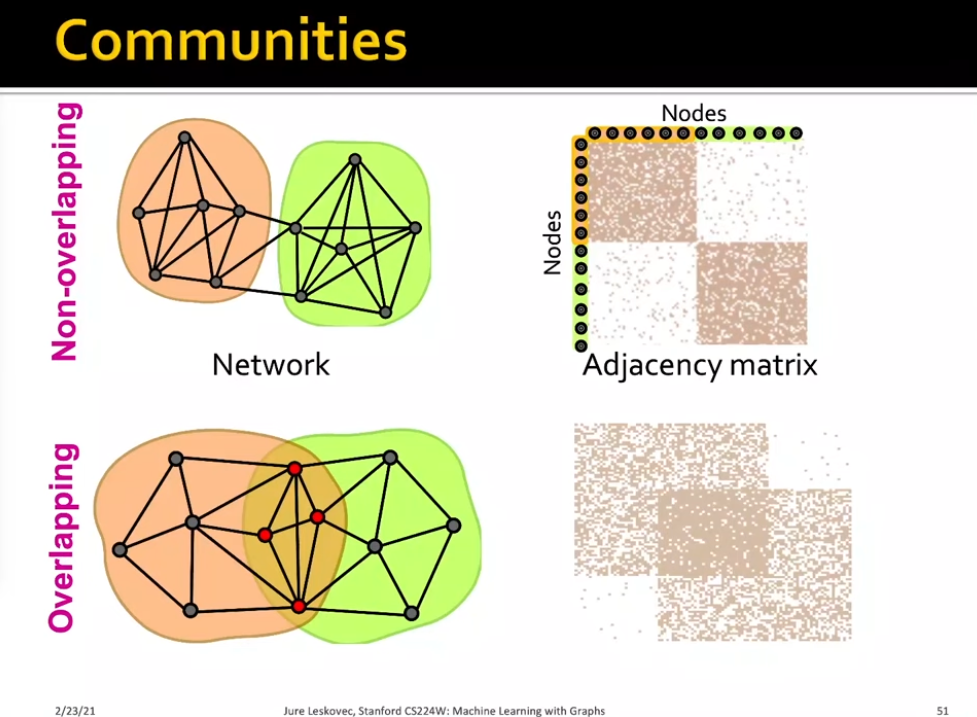 Communities
Non-overlapping
Nodes
Nodes
Network
Adjacency matrix
Overlapping
2/23/21
Jure Leskovec, Stanford CS224W: Machine Learning with Graphs
51